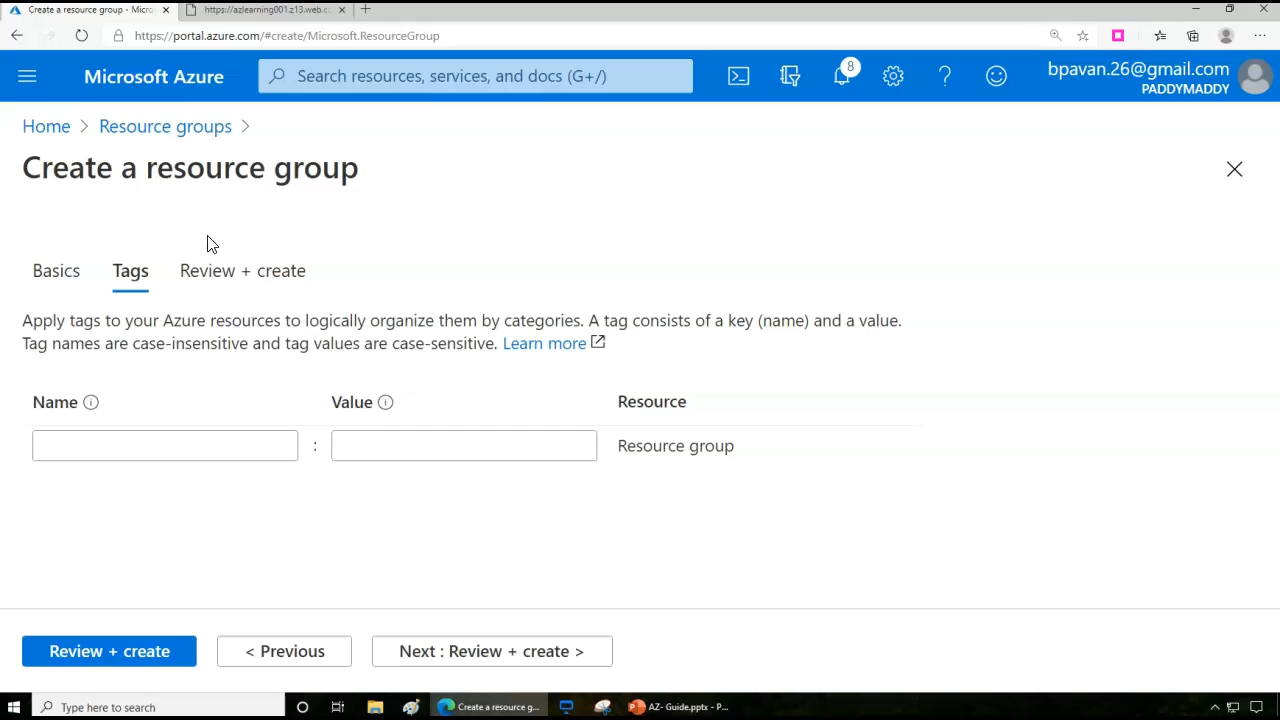 Create a resource group - Micros
https://azlearning001.z13.web.c
https://portal.azure.com/#create/Microsoft.ResourceGroup
Microsoft Azure
Search resources, services, and docs (G+/)
8
bpavan.26@gmail.com
PADDYMADDY
Home > Resource groups >
Create a resource group
Basics Tags Review + create
Apply tags to your Azure resources to logically organize them by categories. A tag consists of a key (name) and a value.
Tag names are case-insensitive and tag values are case-sensitive. Learn more
Name Value Resource
: Resource group
Review + create < Previous Next : Review + create >
Type here to search
Create a resource g...
AZ- Guide.pptx - P...